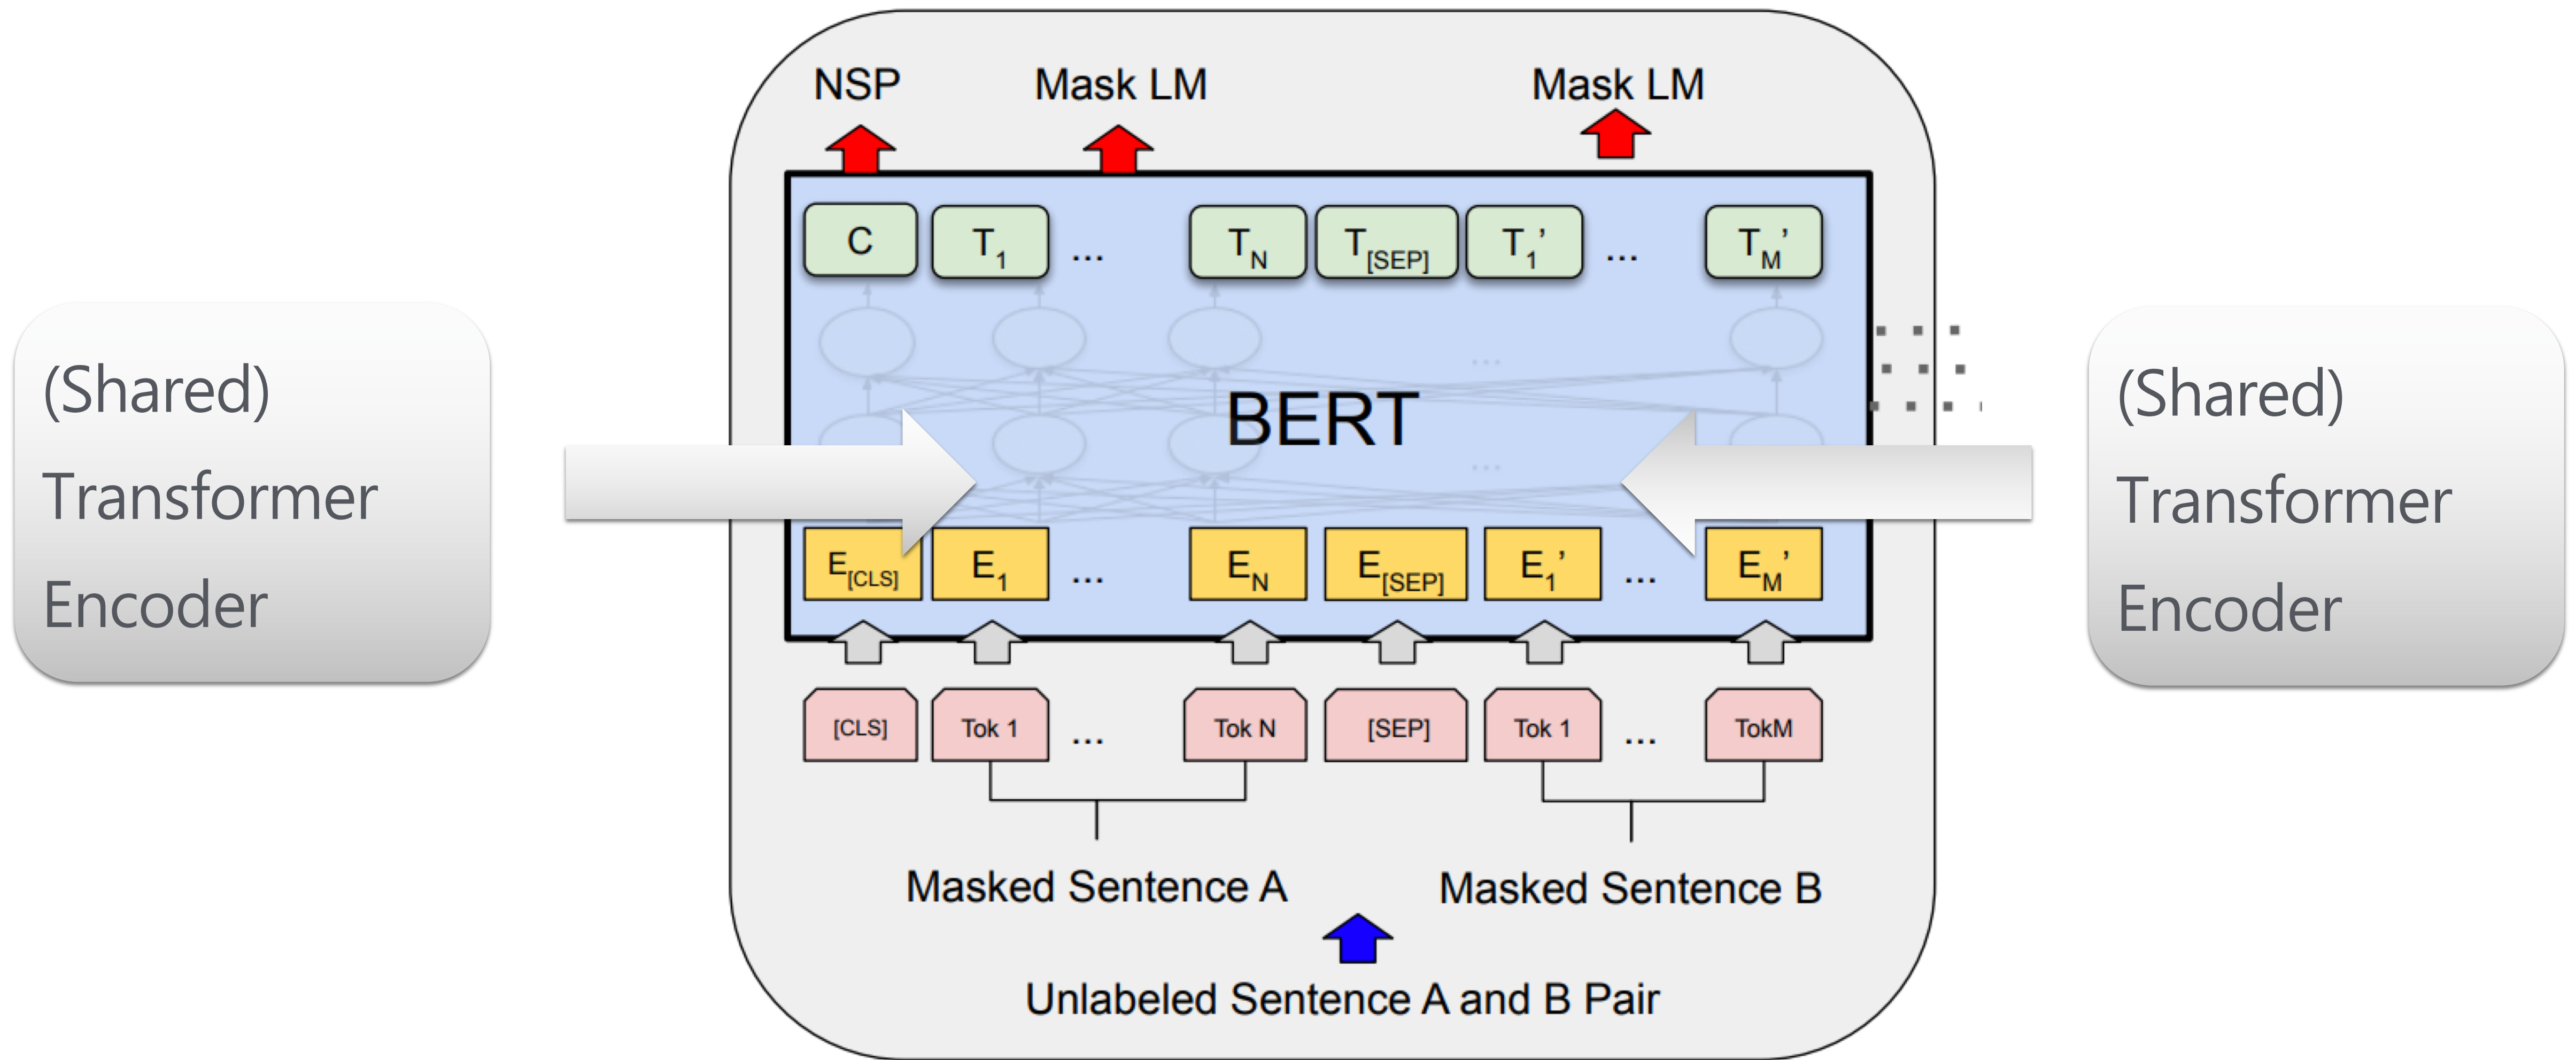 (Shared)
Transformer
Encoder
NSP Mask LM Mask LM
C T1 ... TN T[SEP] T1’ ... TM’
...
BERT
...
E[CLS] E1 ... EN E[SEP] E1’ ... EM’
[CLS] Tok 1 ... Tok N [SEP] Tok 1 ... TokM
Masked Sentence A Masked Sentence B
Unlabeled Sentence A and B Pair
(Shared)
Transformer
Encoder